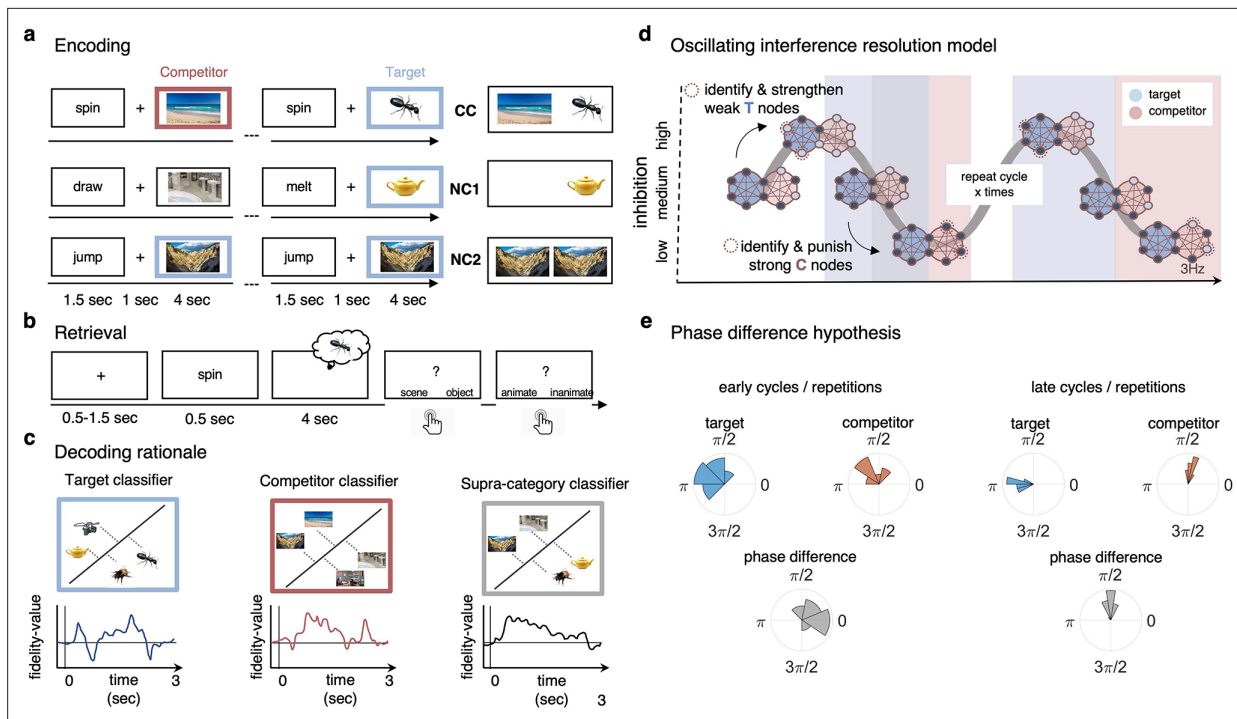 a Encoding
Competitor
Target
spin + spin + CC
draw + melt + NC1
jump + jump + NC2
1.5 sec 1 sec 4 sec --- 1.5 sec 1 sec 4 sec
b Retrieval
+
spin
?
scene object
?
animate inanimate
0.5-1.5 sec 0.5 sec 4 sec
c Decoding rationale
Target classifier
Competitor classifier
Supra-category classifier
fidelity-value
0 time 3
(sec)
fidelity-value
0 time 3
(sec)
fidelity-value
0 time
(sec) 3
d Oscillating interference resolution model
identify & strengthen
weak T nodes
target
competitor
inhibition
low medium high
repeat cycle
x times
identify & punish
strong C nodes
3Hz
e Phase difference hypothesis
early cycles / repetitions
target
π/2
π
3π/2
competitor
π/2
0
3π/2
phase difference
π/2
π 0
3π/2
late cycles / repetitions
target
π/2
π 0
3π/2
competitor
π/2
0
3π/2
phase difference
π/2
π 0
3π/2